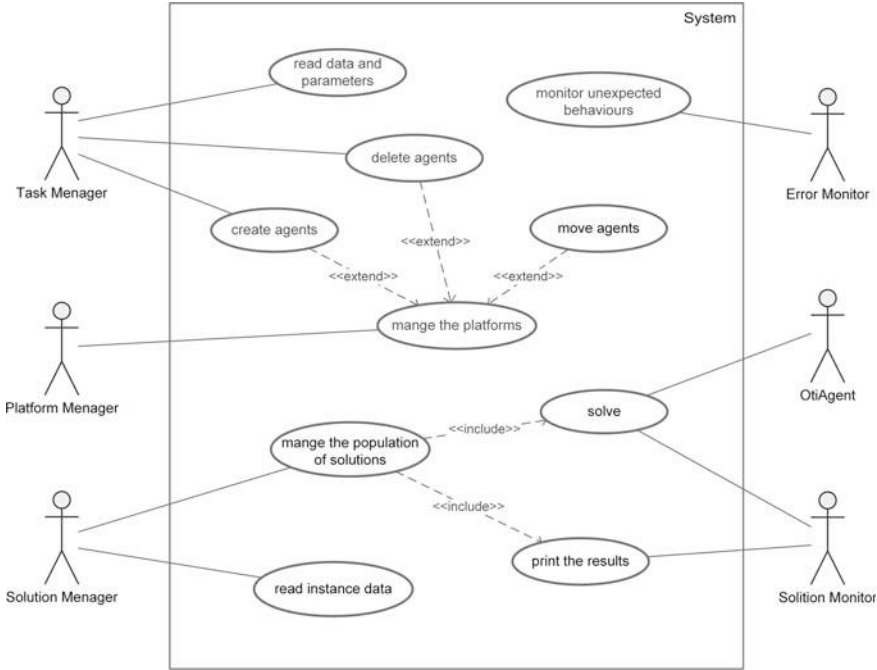 System
read data and
parameters
monitor unexpected
behaviours
Task Menager
delete agents
Error Monitor
create agents
move agents
<<extend>>
<<extend>>
<<extend>>
mange the platforms
Platform Menager
OtiAgent
solve
<<include>>
mange the population
of solutions
<<include>>
print the results
read instance data
Solution Menager
Solition Monitor